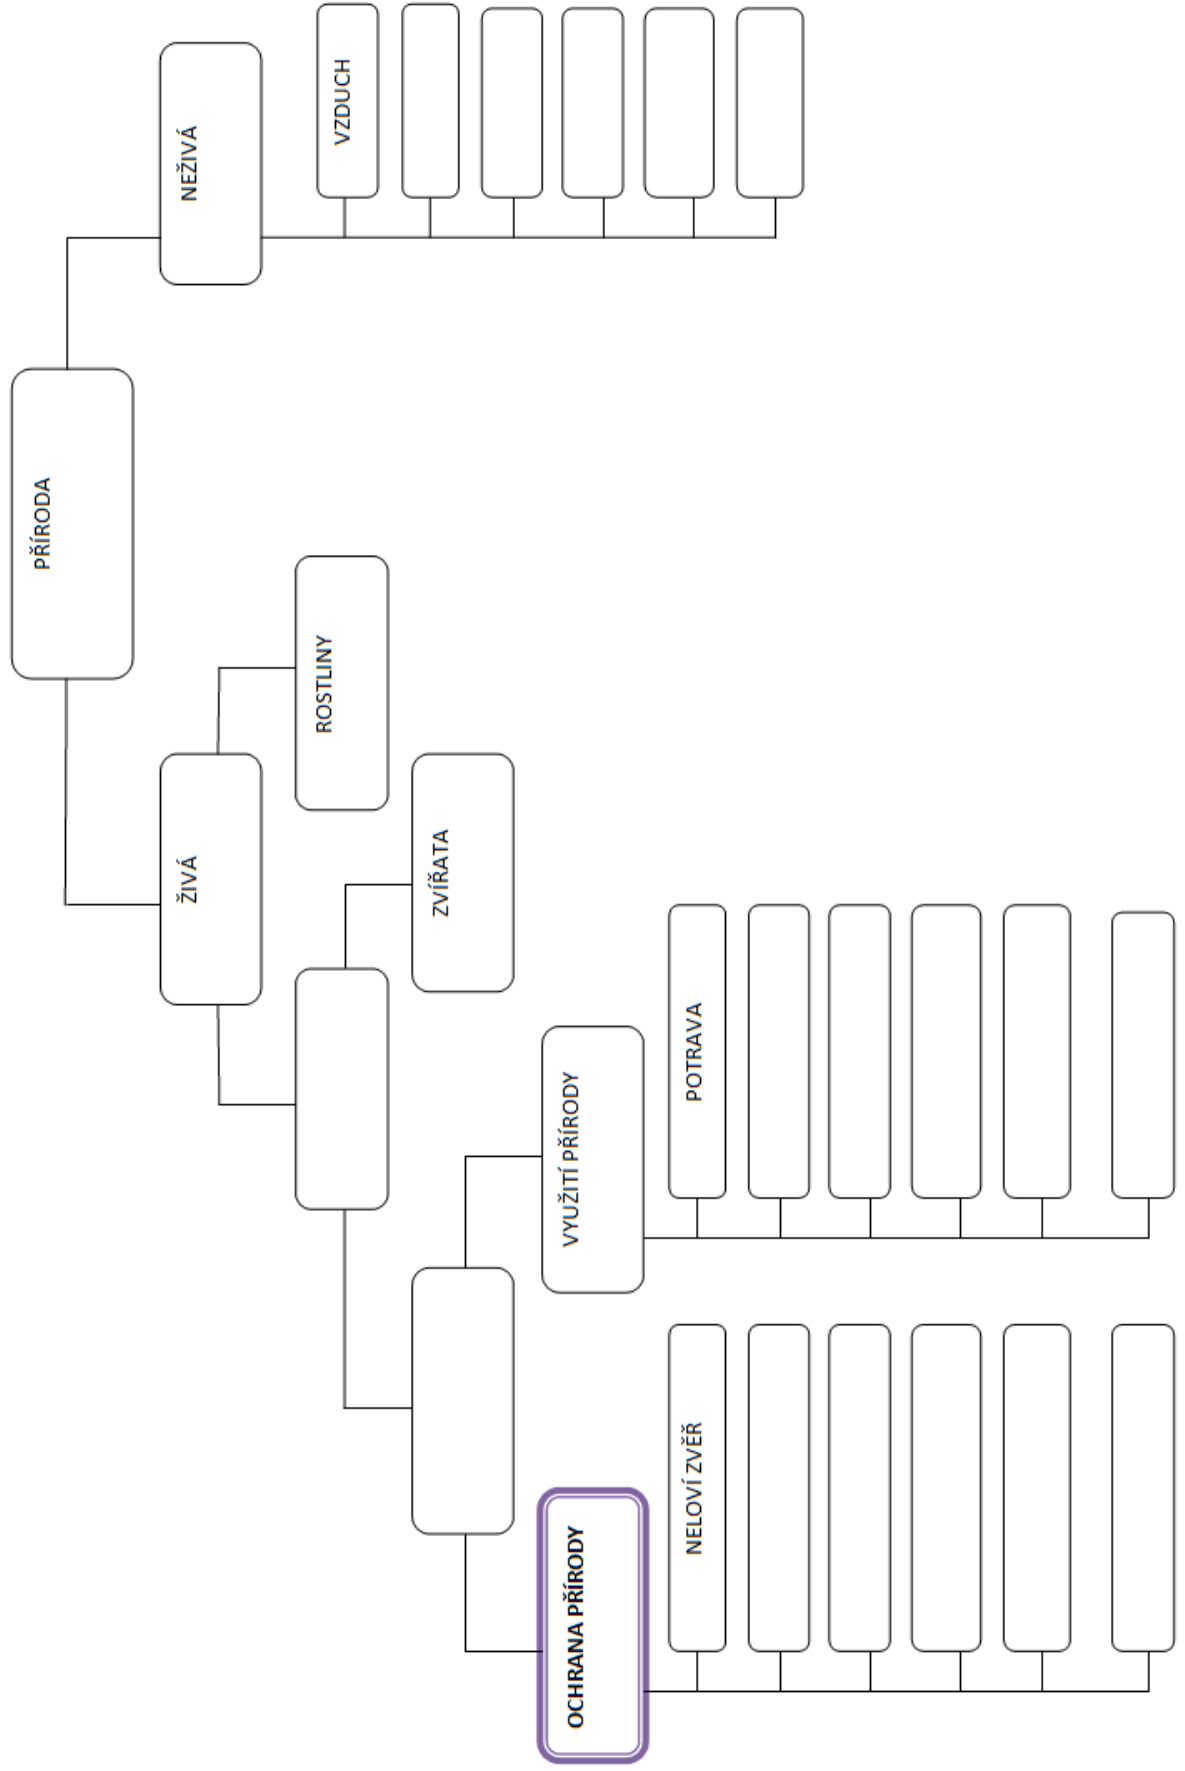 PŘÍRODA
ŽIVÁ
NEŽIVÁ
ROSTLINY
VZDUCH
ZVÍŘATA
OCHRANA PŘÍRODY
VYUŽITÍ PŘÍRODY
NELOVÍ ZVĚŘ
POTRAVA